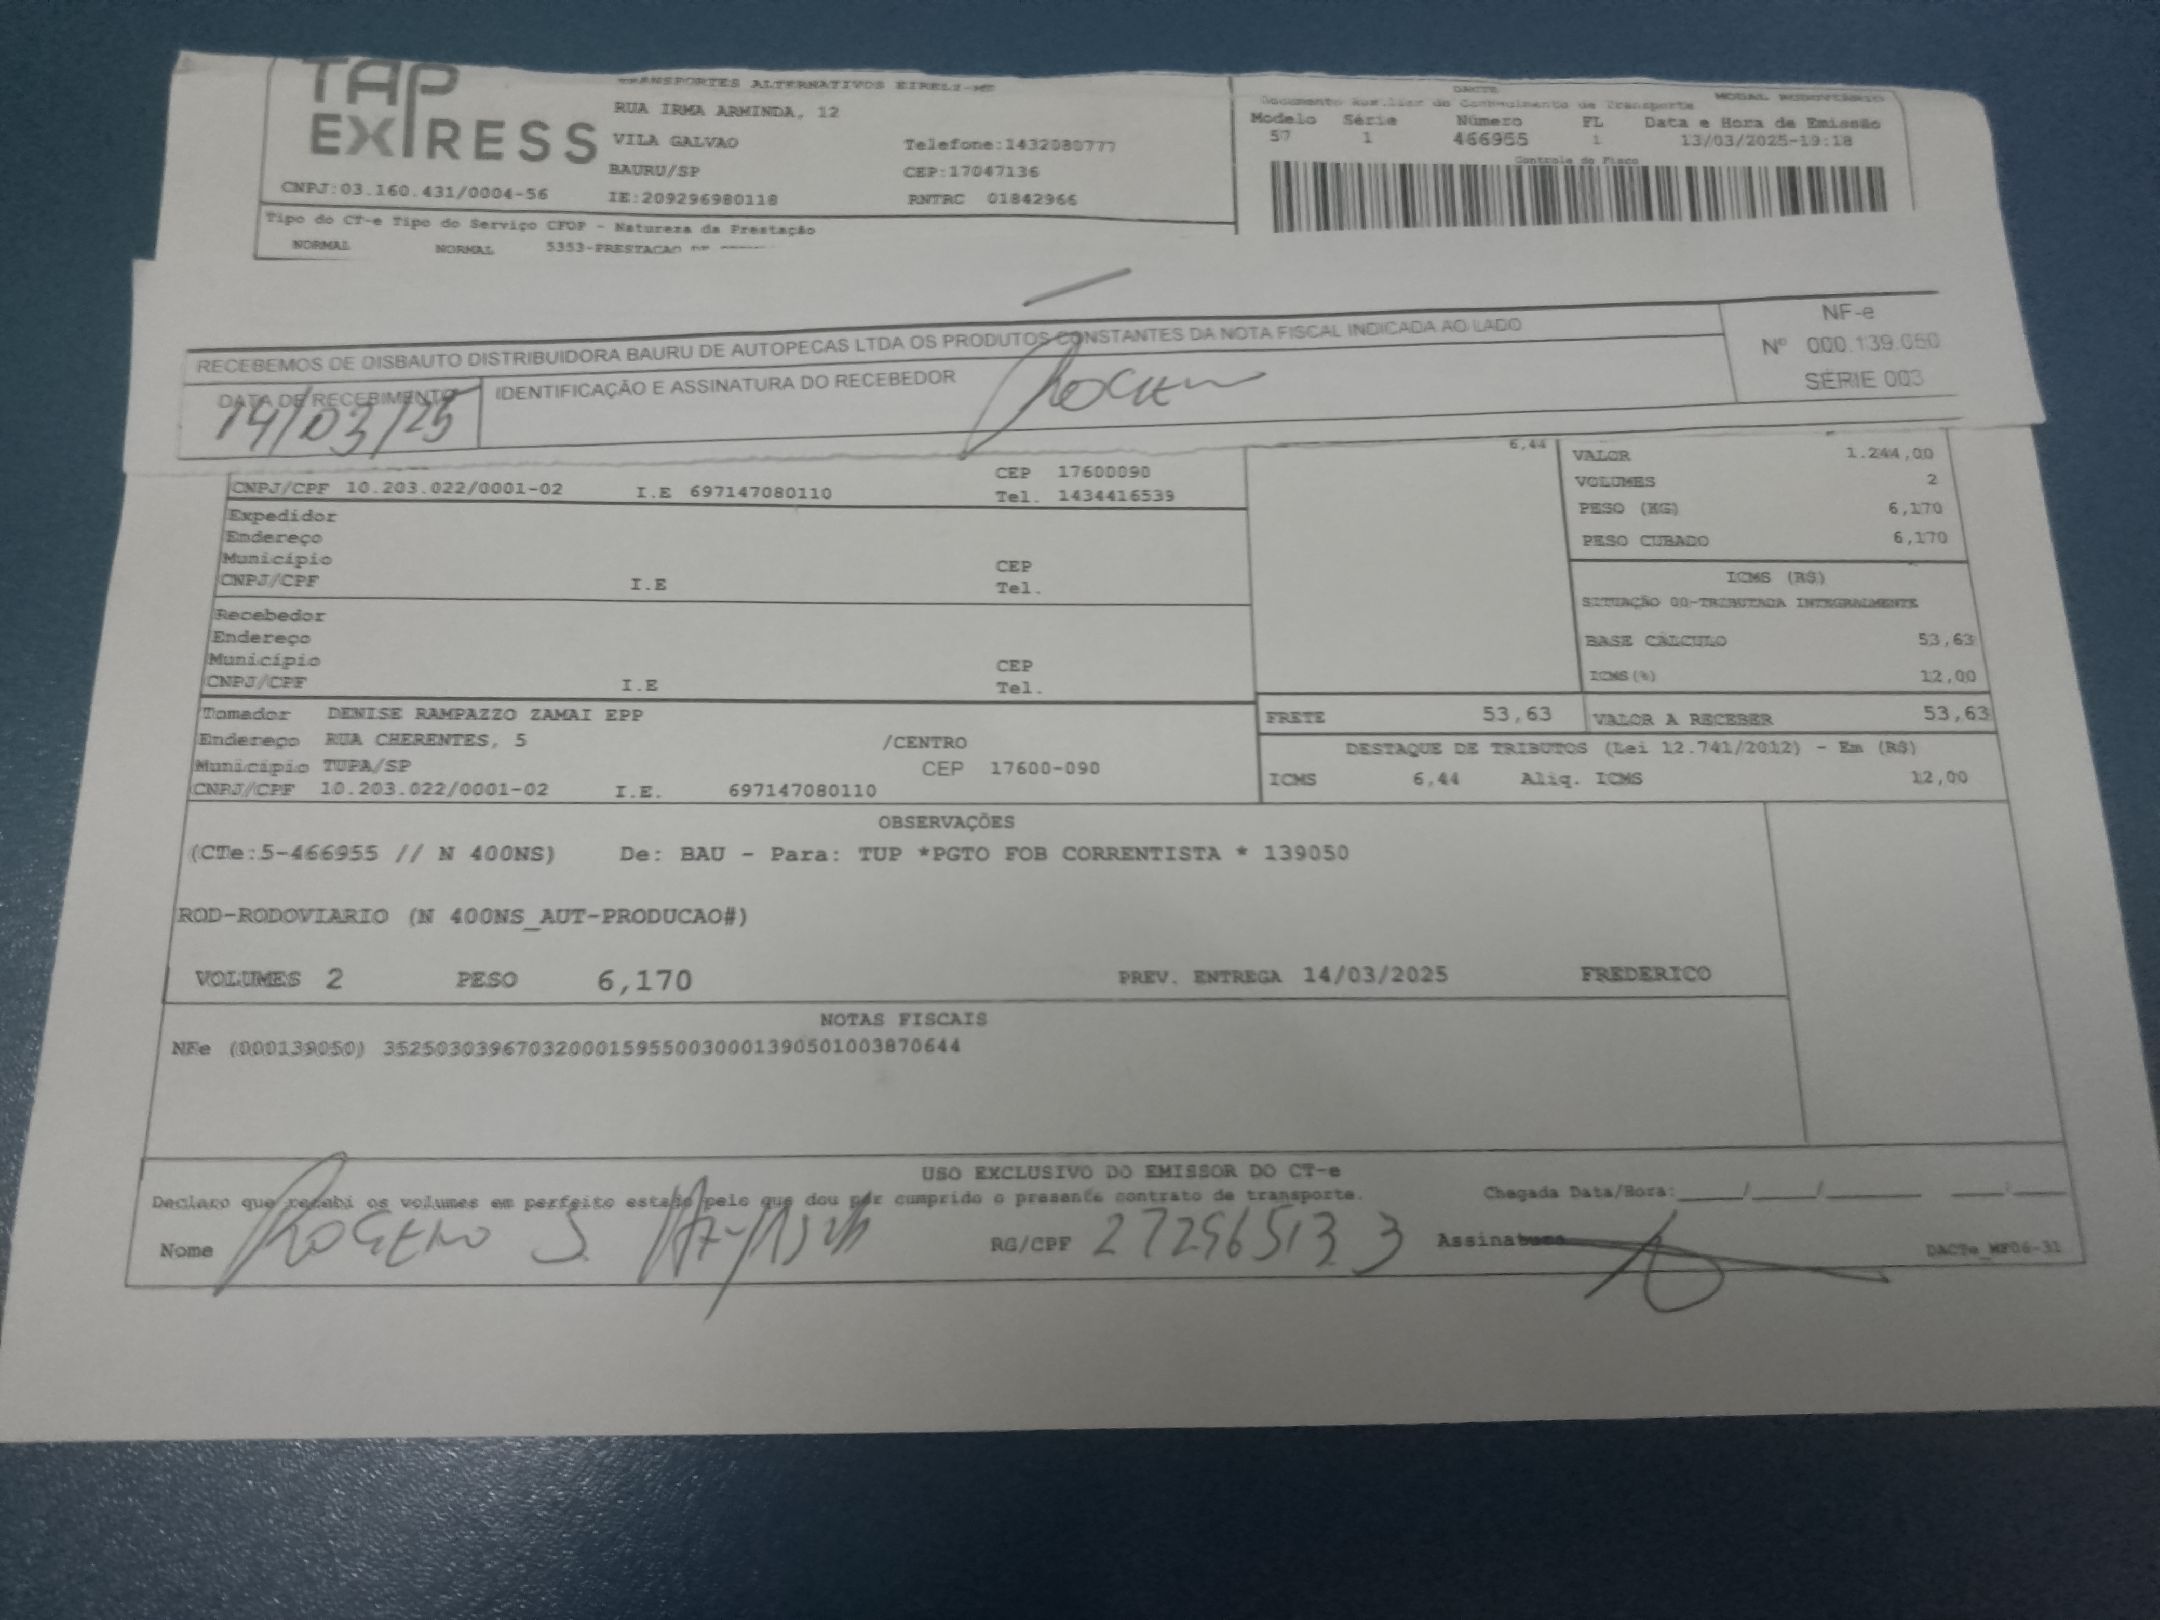 TAP
EXPRESS
TRANSPORTES ALTERNATIVOS EIRELI-ME
RUA IRMA ARMINDA, 12
VILA GALVAO Telefone:1432080777
BAURU/SP CEP:17047136
CNPJ:03.160.431/0004-56 IE:209296980118 RNTRC 01842966
Tipo do CT-e Tipo do Serviço CFOP - Natureza da Prestação
NORMAL NORMAL 5353-PRESTACAO DE
DACTE MODAL RODOVIÁRIO
Documento Auxiliar do Conhecimento de Transporte
Modelo Série Número FL Data e Hora de Emissão
57 1 466955 1 13/03/2025-19:18
Controle do Fisco
RECEBEMOS DE DISBAUTO DISTRIBUIDORA BAURU DE AUTOPECAS LTDA OS PRODUTOS CONSTANTES DA NOTA FISCAL INDICADA AO LADO
NF-e
Nº 000.139.050
SÉRIE 003
DATA DE RECEBIMENTO IDENTIFICAÇÃO E ASSINATURA DO RECEBEDOR
14/03/25
CEP 17600090
CNPJ/CPF 10.203.022/0001-02 I.E 697147080110 Tel. 1434416539
Expedidor
Endereço
Município CEP
CNPJ/CPF I.E Tel.
Recebedor
Endereço
Município CEP
CNPJ/CPF I.E Tel.
6,44
VALOR 1.244,00
VOLUMES 2
PESO (KG) 6,170
PESO CUBADO 6,170
ICMS (R$)
SITUAÇÃO 00-TRIBUTADA INTEGRALMENTE
BASE CÁLCULO 53,63
ICMS(%) 12,00
Tomador DENISE RAMPAZZO ZAMAI EPP
Endereço RUA CHERENTES, 5 /CENTRO
Município TUPA/SP CEP 17600-090
CNPJ/CPF 10.203.022/0001-02 I.E. 697147080110
FRETE 53,63 VALOR A RECEBER 53,63
DESTAQUE DE TRIBUTOS (Lei 12.741/2012) - Em (R$)
ICMS 6,44 Aliq. ICMS 12,00
OBSERVAÇÕES
(CTe:5-466955 // N 400NS) De: BAU - Para: TUP *PGTO FOB CORRENTISTA * 139050
ROD-RODOVIARIO (N 400NS_AUT-PRODUCAO#)
VOLUMES 2 PESO 6,170 PREV. ENTREGA 14/03/2025 FREDERICO
NOTAS FISCAIS
NFe (000139050) 35250303967032000159550030001390501003870644
USO EXCLUSIVO DO EMISSOR DO CT-e
Declaro que recebi os volumes em perfeito estado pelo que dou por cumprido o presente contrato de transporte. Chegada Data/Hora:____/____/______ ___:___
Nome RG/CPF 272965133 Assinatura DACTe_MF06-31